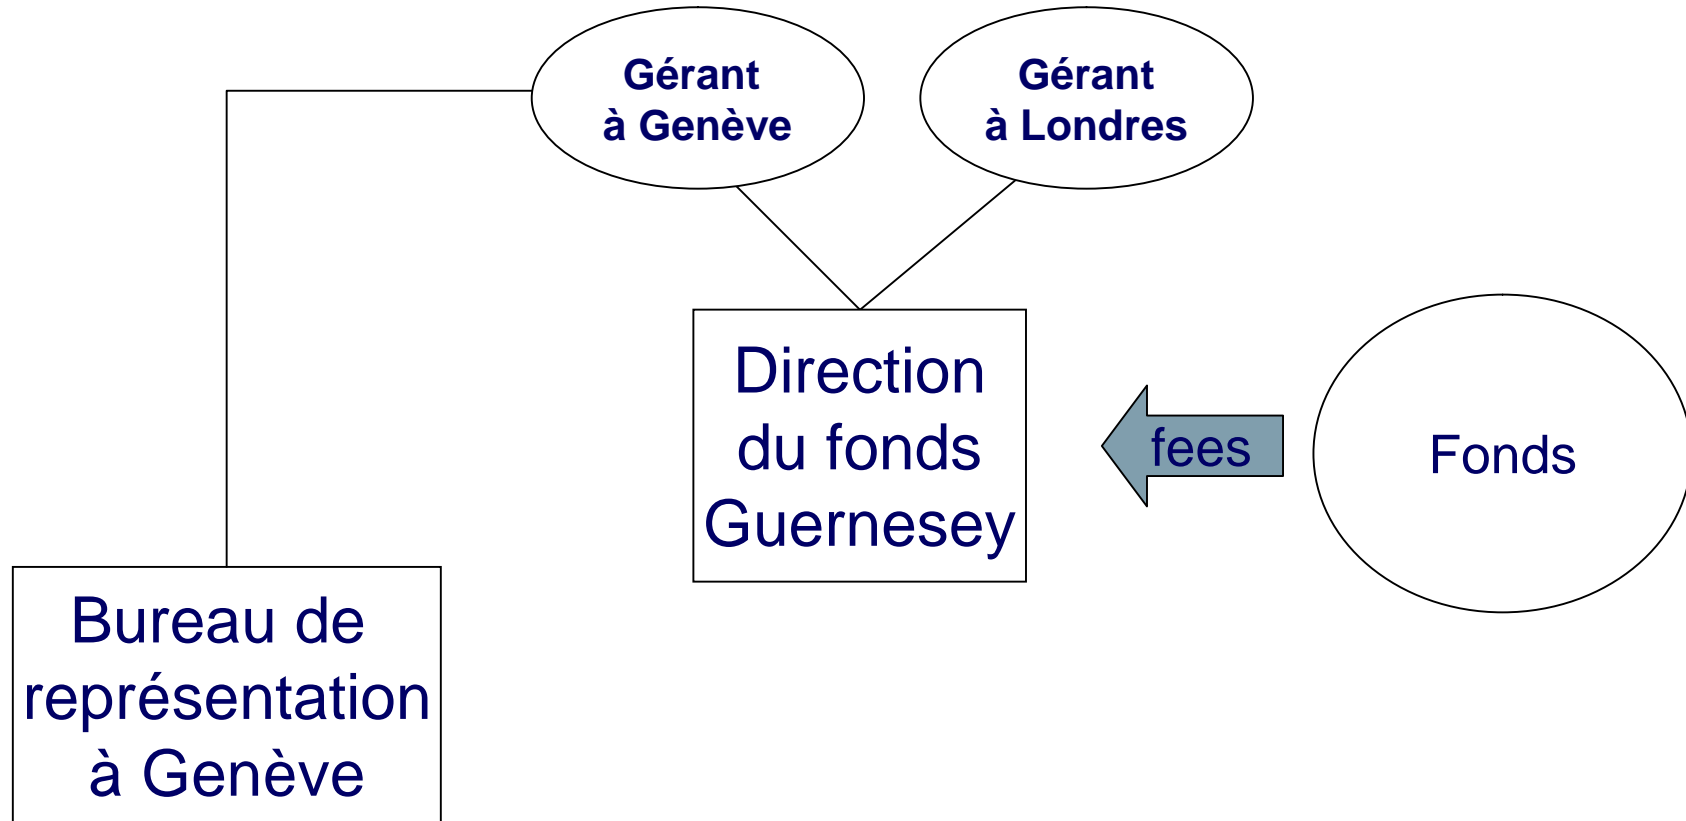 Gérant
à Genève
Gérant
à Londres
Direction
du fonds
Guernesey
fees
Fonds
Bureau de
représentation
à Genève